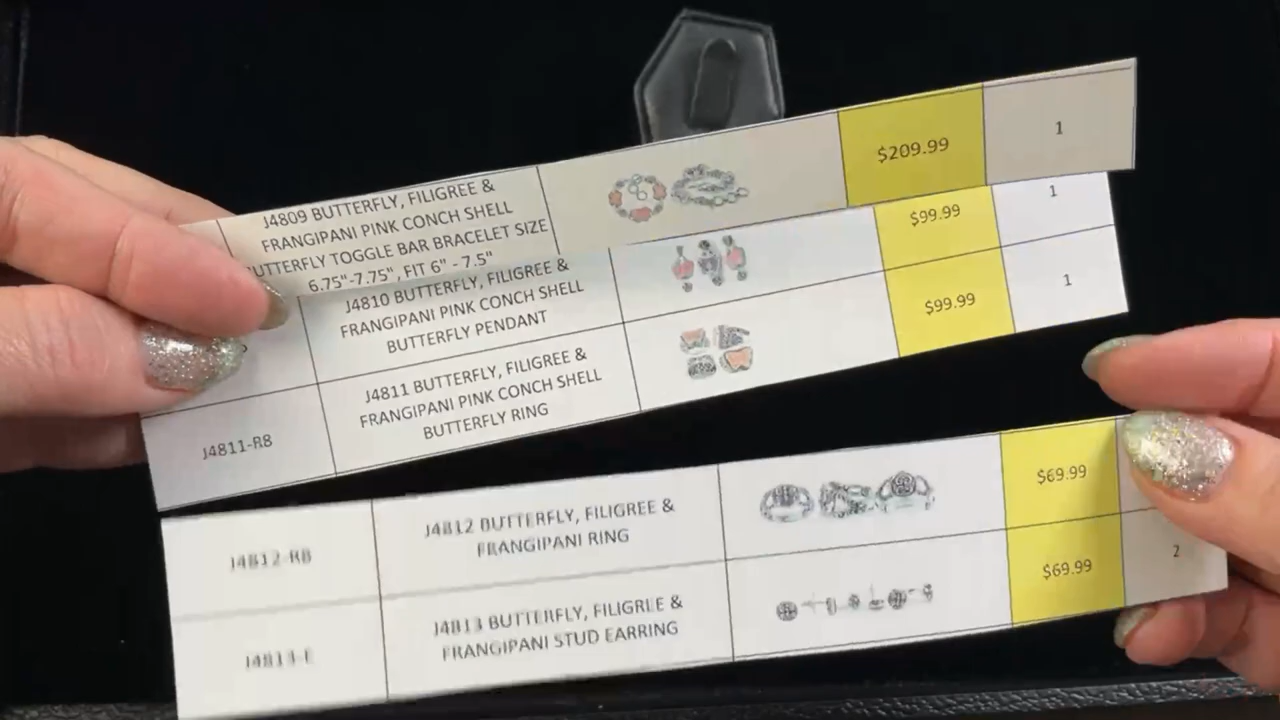 J4809 BUTTERFLY, FILIGREE &
FRANGIPANI PINK CONCH SHELL
UTTERFLY TOGGLE BAR BRACELET SIZE
6.75"-7.75", FIT 6" - 7.5"
$209.99
1
J4810 BUTTERFLY, FILIGREE &
FRANGIPANI PINK CONCH SHELL
BUTTERFLY PENDANT
$99.99
1
J4811-R8
J4811 BUTTERFLY, FILIGREE &
FRANGIPANI PINK CONCH SHELL
BUTTERFLY RING
$99.99
1
J4812-R8
J4812 BUTTERFLY, FILIGREE &
FRANGIPANI RING
$69.99
J4813-E
J4813 BUTTERFLY, FILIGREE &
FRANGIPANI STUD EARRING
$69.99
2